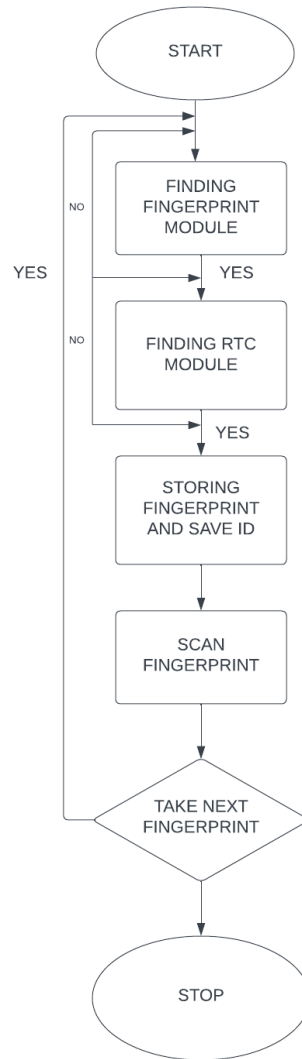 START
NO
FINDING
FINGERPRINT
MODULE
YES
YES
NO
FINDING RTC
MODULE
YES
STORING
FINGERPRINT
AND SAVE ID
SCAN
FINGERPRINT
TAKE NEXT
FINGERPRINT
STOP